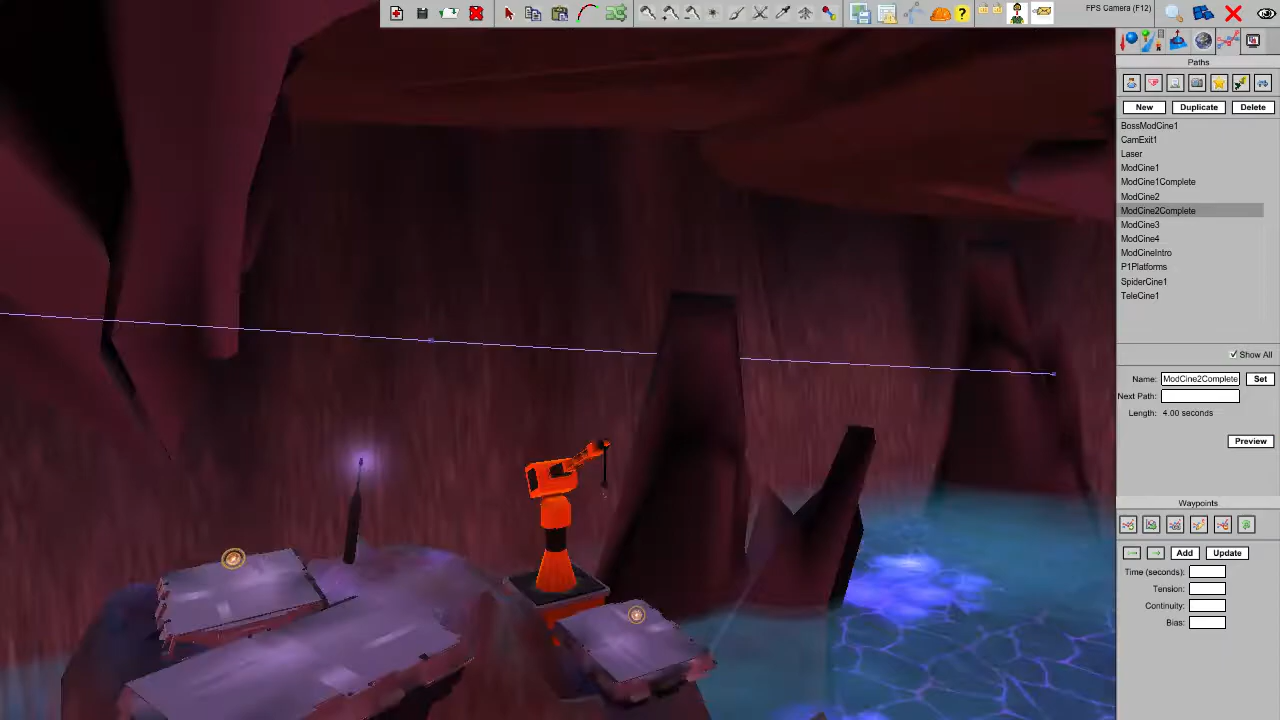 FPS Camera (F12)
Paths
New Duplicate Delete
BossModCine1
CamExit1
Laser
ModCine1
ModCine1Complete
ModCine2
ModCine2Complete
ModCine3
ModCine4
ModCineIntro
P1Platforms
SpiderCine1
TeleCine1
Show All
Name: ModCine2Complete Set
Next Path:
Length: 4.00 seconds
Preview
Waypoints
Add Update
Time (seconds):
Tension:
Continuity:
Bias: